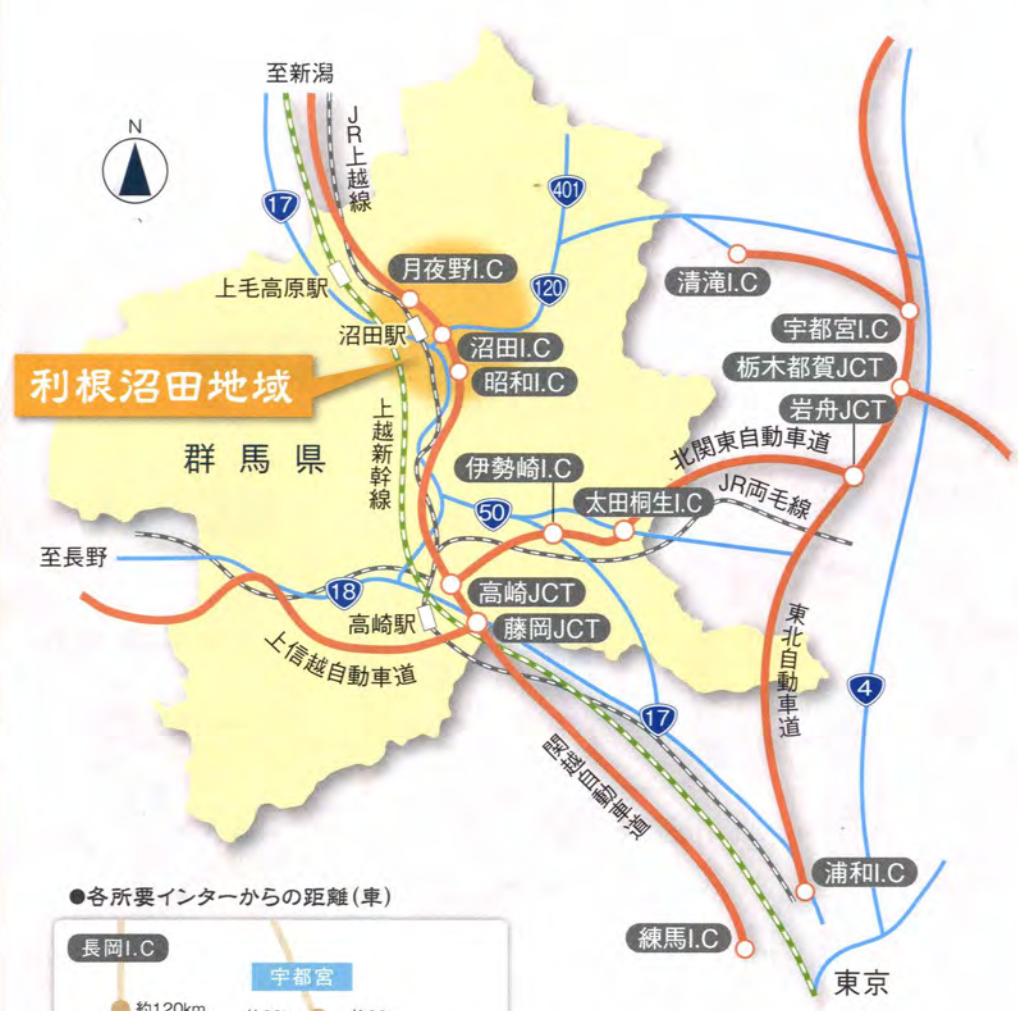 至新潟
N
JR上越線
17
401
月夜野I.C
上毛高原駅
清滝I.C
120
沼田駅
沼田I.C
宇都宮I.C
昭和I.C
栃木都賀JCT
利根沼田地域
岩舟JCT
上越新幹線
群馬県
北関東自動車道
伊勢崎I.C
太田桐生I.C
JR両毛線
50
至長野
18
高崎JCT
高崎駅
藤岡JCT
上信越自動車道
東北自動車道
4
17
関越自動車道
浦和I.C
練馬I.C
東京
●各所要インターからの距離(車)
長岡I.C
宇都宮
約120km